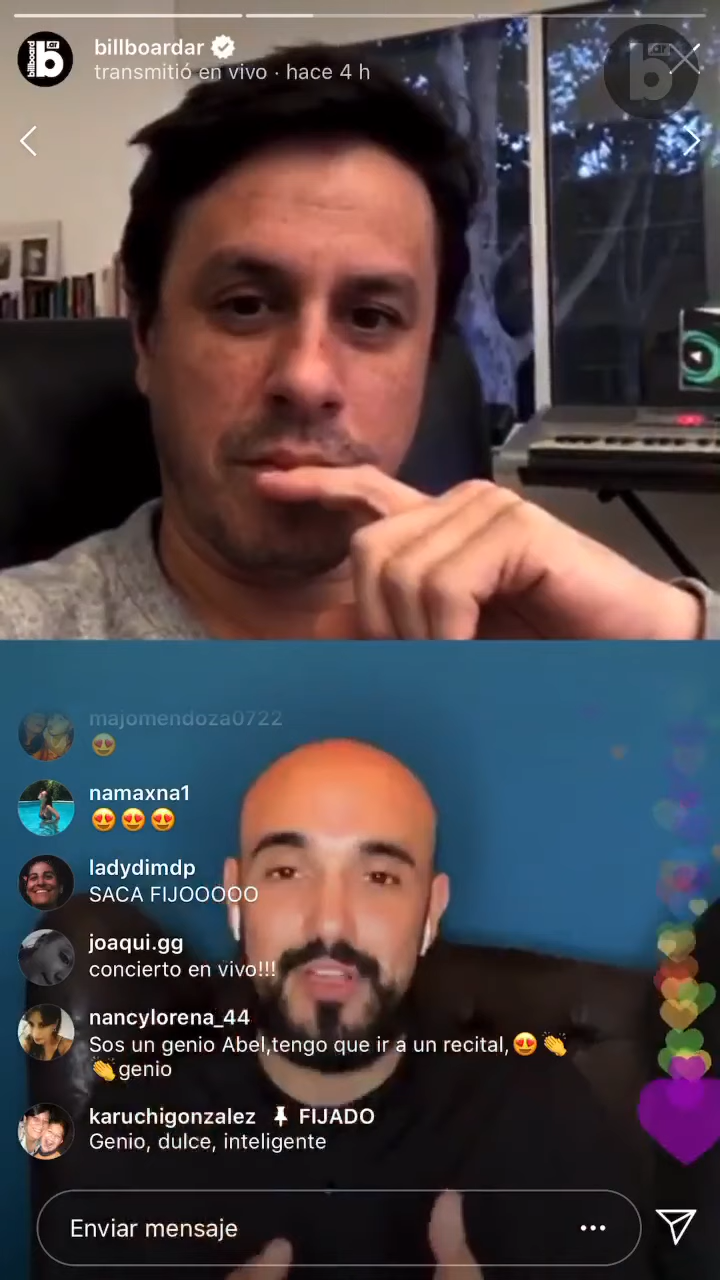 billboardar
transmitió en vivo · hace 4 h
majomendoza0722
😍
namaxna1
😍😍😍
ladydimdp
SACA FIJOOOOO
joaqui.gg
concierto en vivo!!!
nancylorena_44
Sos un genio Abel,tengo que ir a un recital,😍👏
👏genio
karuchigonzalez 📌 FIJADO
Genio, dulce, inteligente
Enviar mensaje